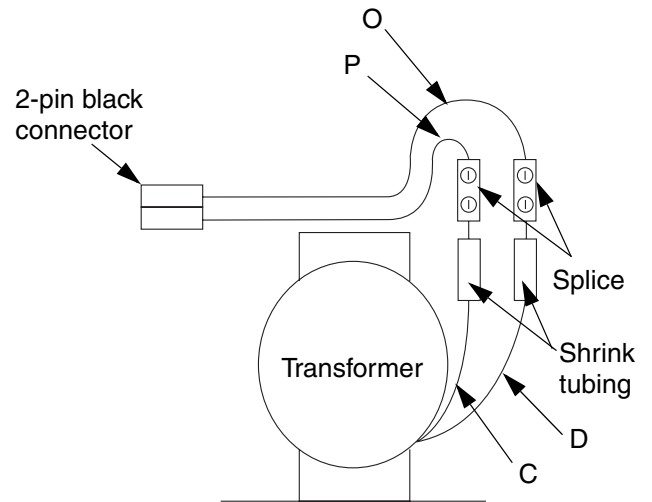 O
P
2-pin black
connector
Splice
Transformer
Shrink
tubing
D
C